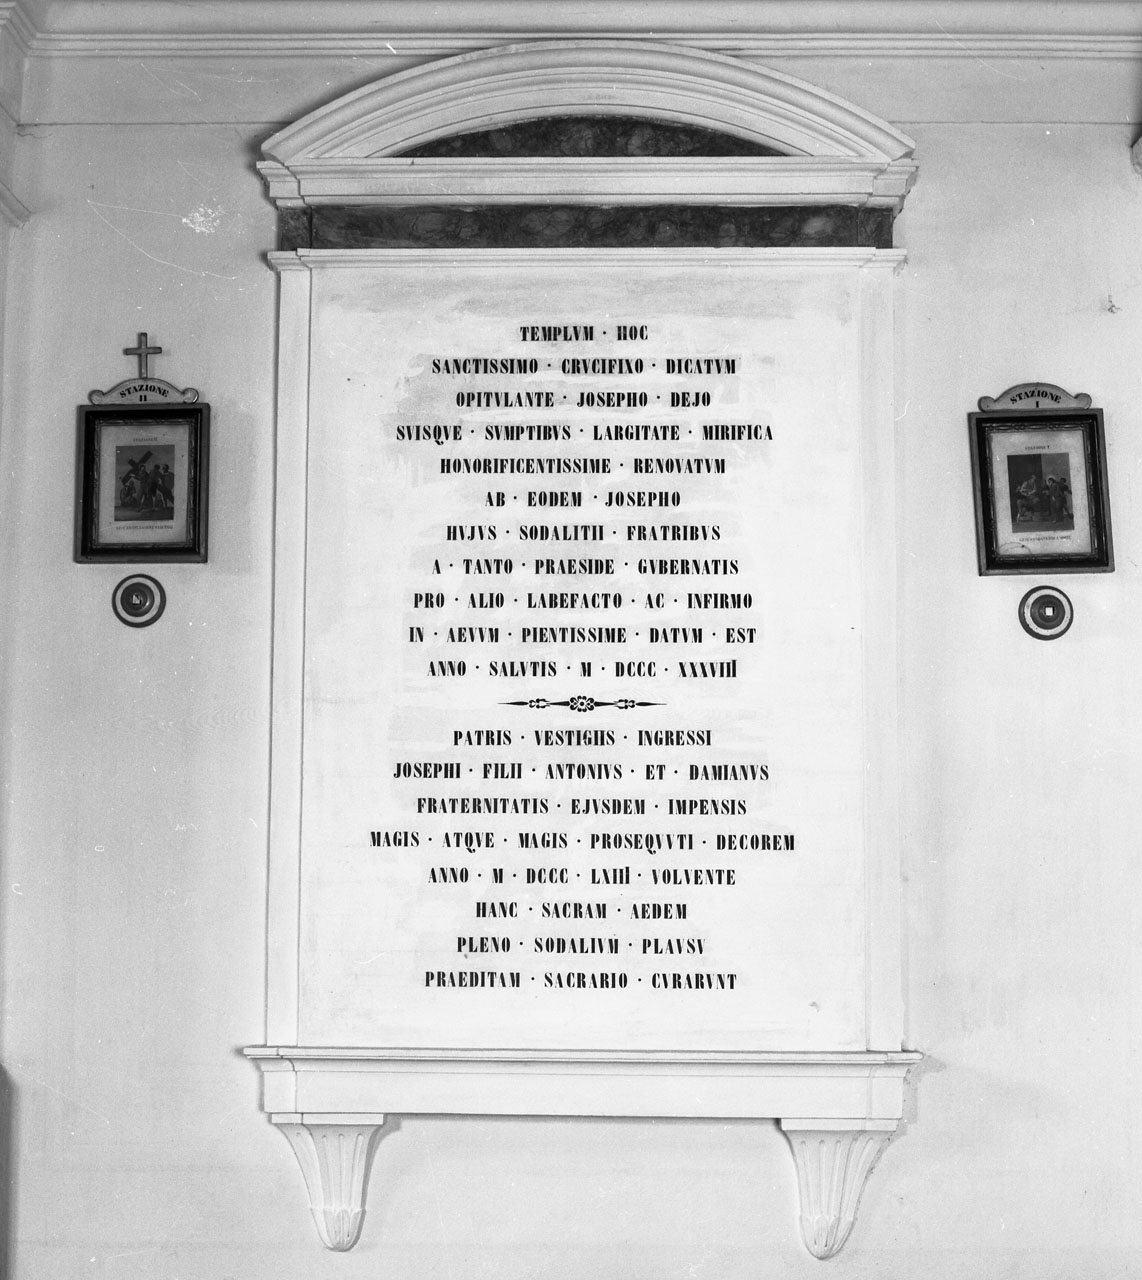 TEMPLVM · HOC
SANCTISSIMO · CRVCIFIXO · DICATVM
OPITVLANTE · JOSEPHO · DEJO
SVISQVE · SVMPTIBVS · LARGITATE · MIRIFICA
HONORIFICENTISSIME · RENOVATVM
AB · EODEM · JOSEPHO
HVJVS · SODALITII · FRATRIBVS
A · TANTO · PRAESIDE · GVBERNATIS
PRO · ALIO · LABEFACTO · AC · INFIRMO
IN · AEVVM · PIENTISSIME · DATVM · EST
ANNO · SALVTIS · M · DCCC · XXXVIII
PATRIS · VESTIGIIS · INGRESSI
JOSEPHI · FILII · ANTONIVS · ET · DAMIANVS
FRATERNITATIS · EJVSDEM · IMPENSIS
MAGIS · ATQVE · MAGIS · PROSEQVVTI · DECOREM
ANNO · M · DCCC · LXIII · VOLVENTE
HANC · SACRAM · AEDEM
PLENO · SODALIVM · PLAVSV
PRAEDITAM · SACRARIO · CVRARVNT
STAZIONE
II
STAZIONE
I